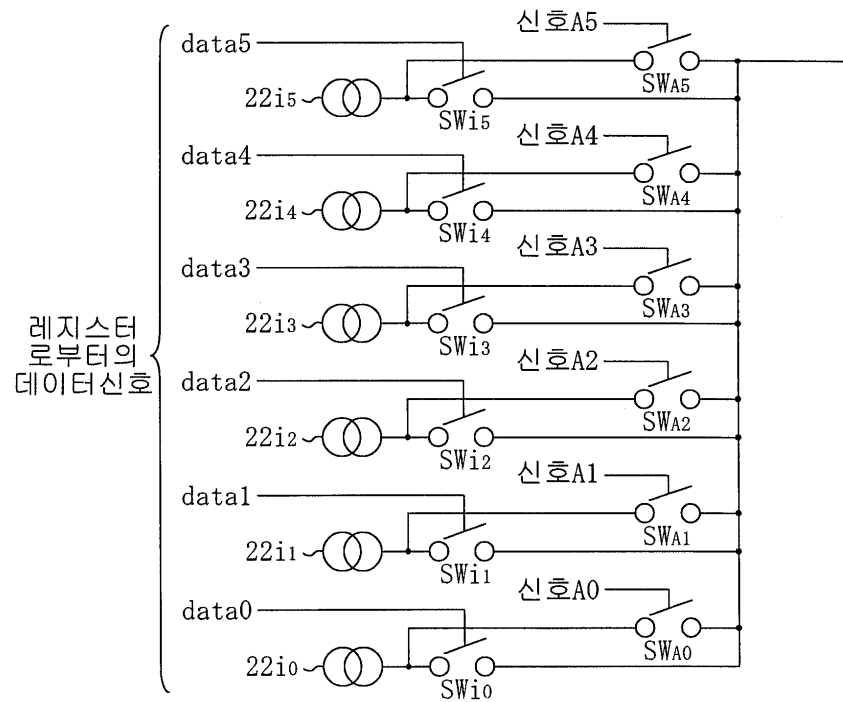 신호A5
data5
SWA5
22i5
SWi5
신호A4
data4
SWA4
22i4
SWi4
신호A3
data3
SWA3
22i3
SWi3
레지스터
로부터의
데이터신호
신호A2
data2
SWA2
22i2
SWi2
신호A1
data1
SWA1
22i1
SWi1
신호A0
data0
SWA0
22i0
SWi0